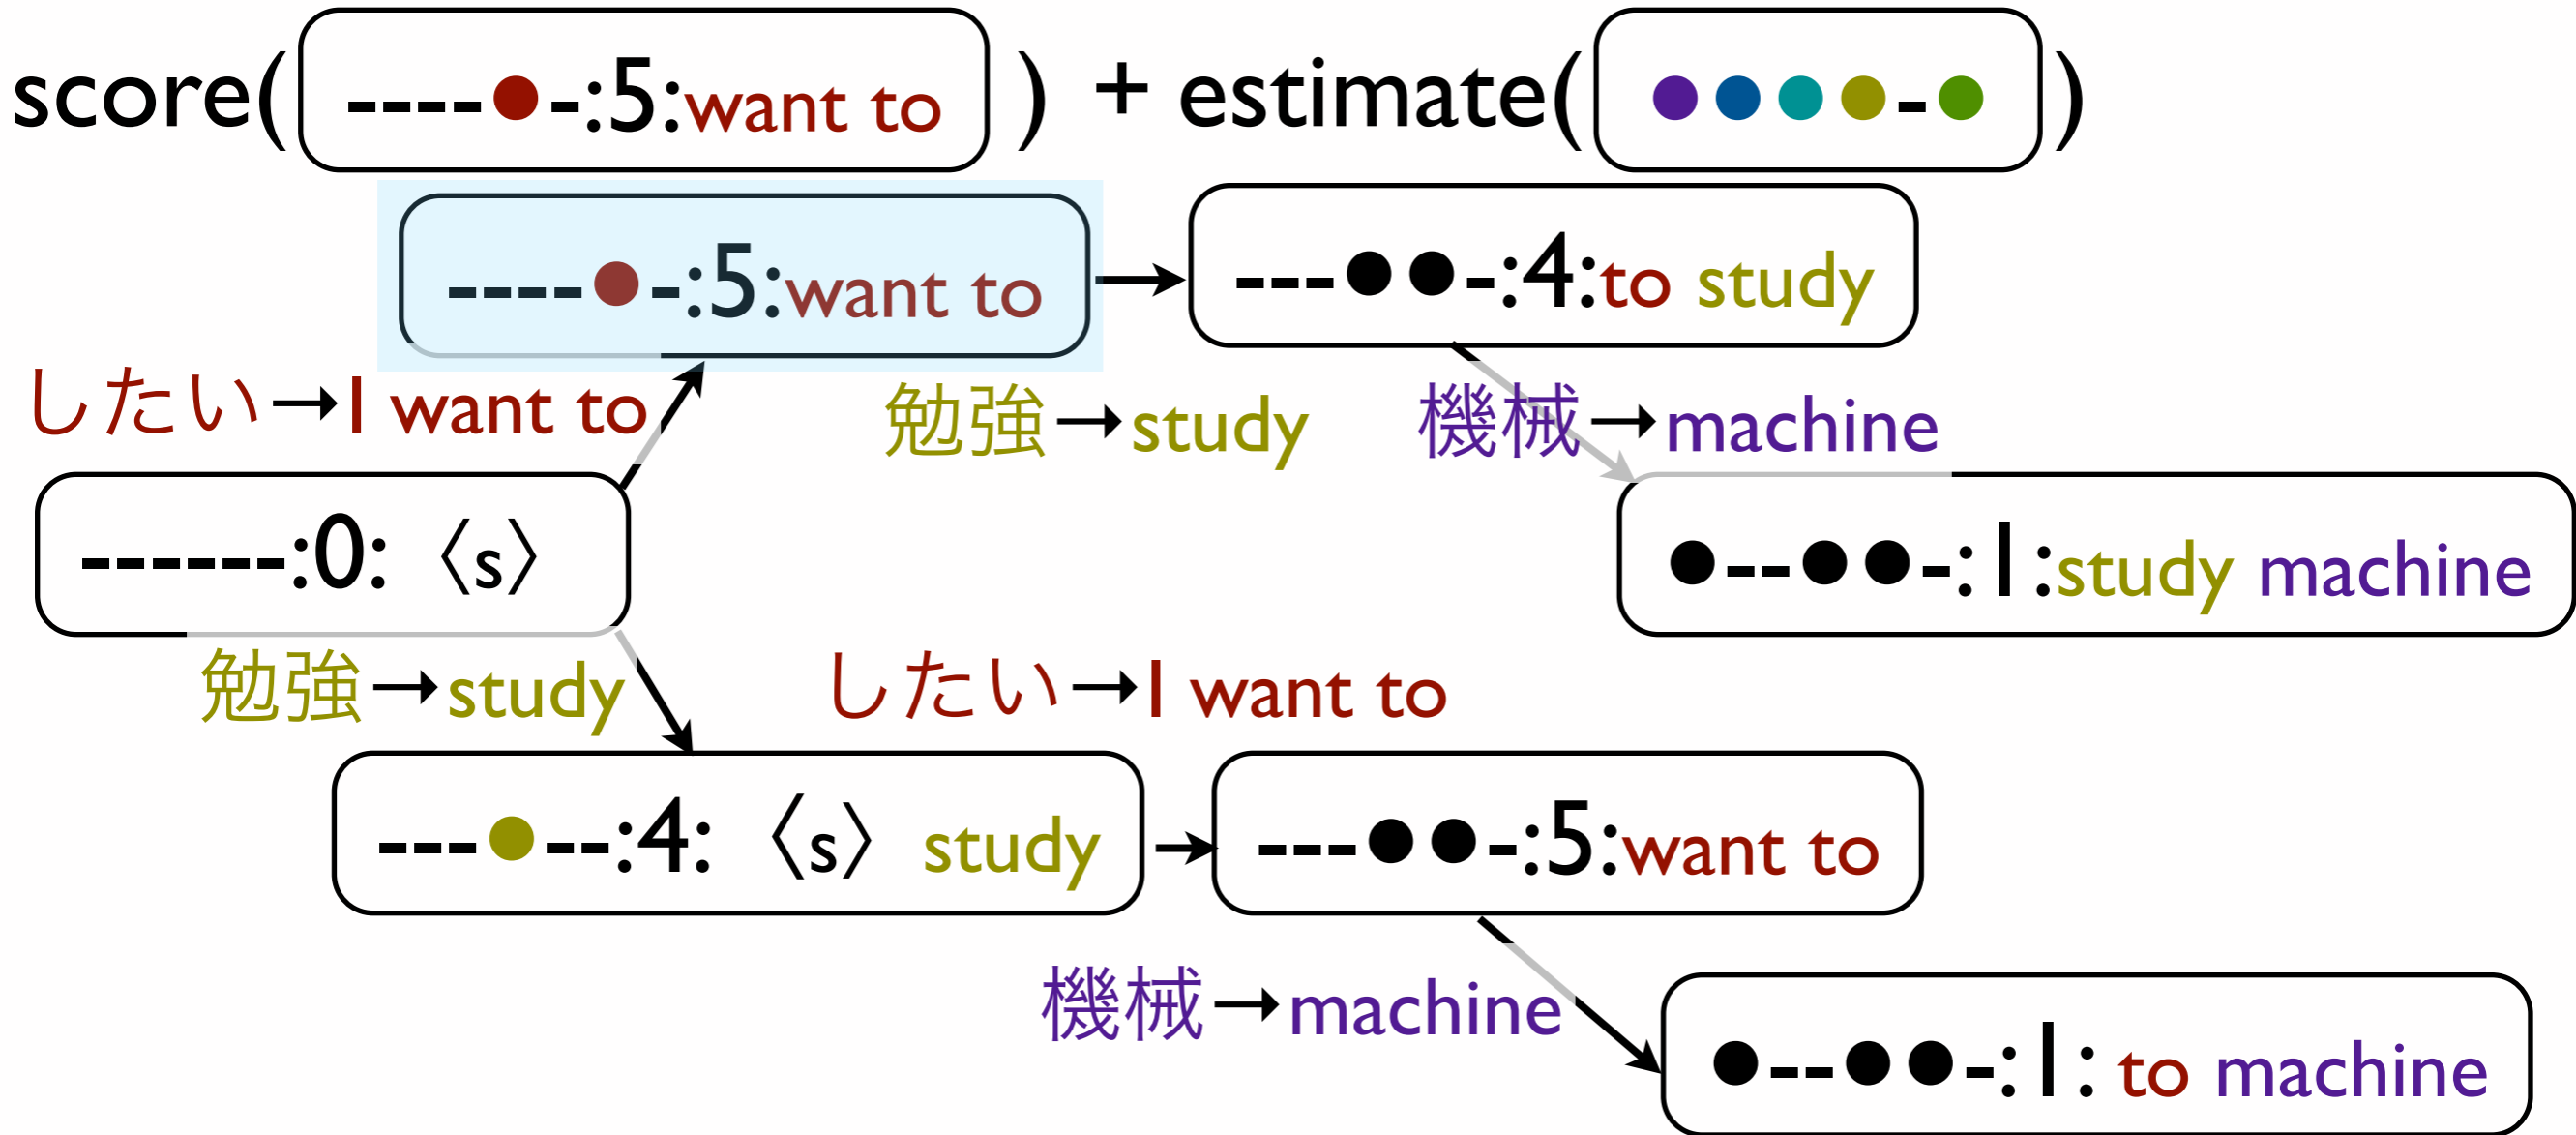 score( ----●-:5:want to ) + estimate( ●●●●-● )
----●-:5:want to → ---●●-:4:to study
したい→I want to
勉強→study
機械→machine
------:0: 〈s〉
●--●●-:1:study machine
勉強→study
したい→I want to
---●--:4: 〈s〉 study → ---●●-:5:want to
機械→machine
●--●●-:1: to machine